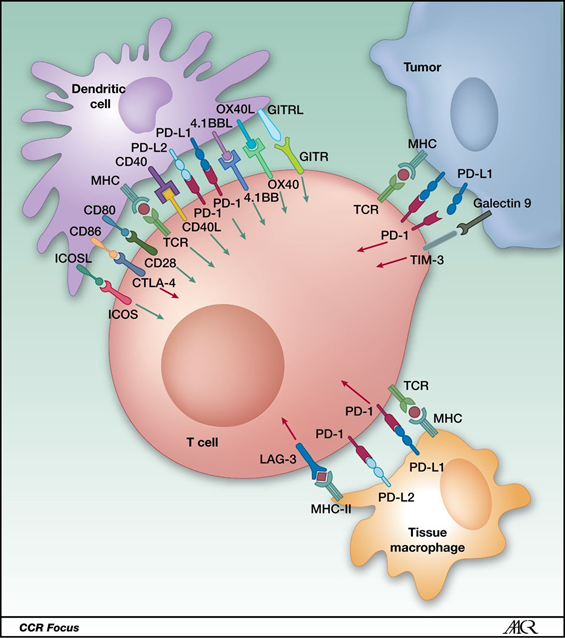 Dendritic
cell
Tumor
OX40L
GITRL
4.1BBL
PD-L1
PD-L2
CD40
MHC
CD80
CD86
ICOSL
GITR
OX40
4.1BB
PD-1
PD-1
CD40L
TCR
CD28
CTLA-4
ICOS
MHC
PD-L1
Galectin 9
TCR
PD-1
TIM-3
T cell
TCR
MHC
PD-1
PD-1
LAG-3
PD-L1
PD-L2
MHC-II
Tissue
macrophage
CCR Focus
AACR